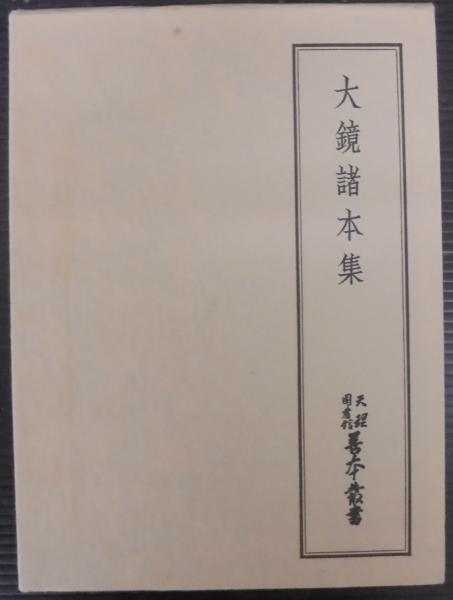 大鏡諸本集
天理
図書館
善本叢書